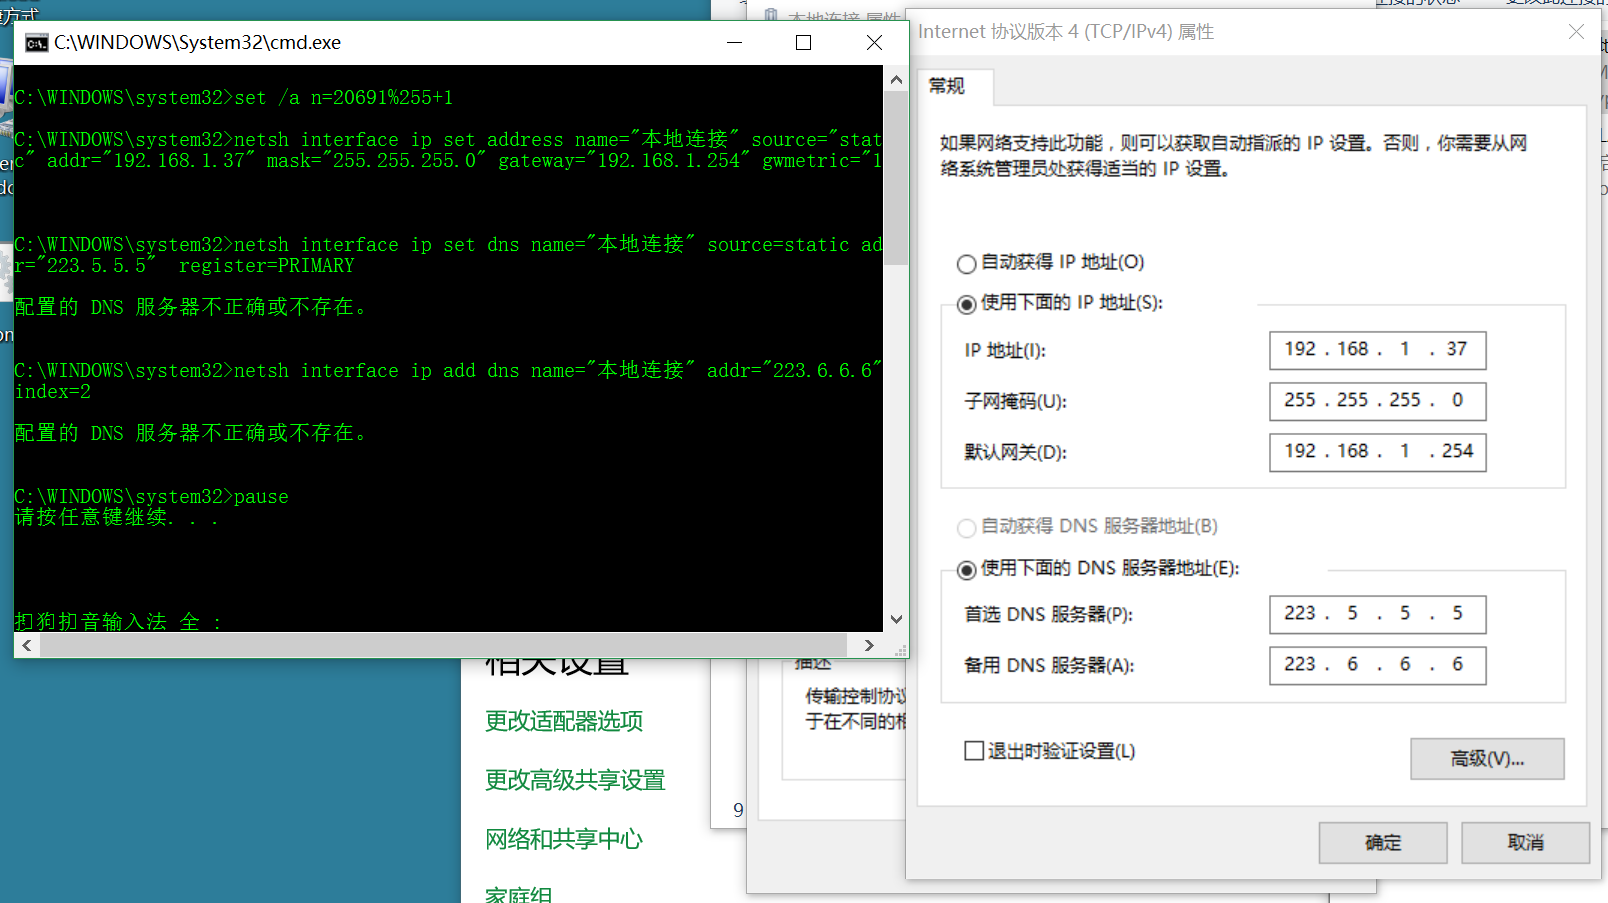 捷方式
C:\WINDOWS\System32\cmd.exe
C:\WINDOWS\system32>set /a n=20691%255+1
C:\WINDOWS\system32>netsh interface ip set address name="本地连接" source="stat
c" addr="192.168.1.37" mask="255.255.255.0" gateway="192.168.1.254" gwmetric="1
C:\WINDOWS\system32>netsh interface ip set dns name="本地连接" source=static ad
r="223.5.5.5"  register=PRIMARY
配置的 DNS 服务器不正确或不存在。
C:\WINDOWS\system32>netsh interface ip add dns name="本地连接" addr="223.6.6.6"
index=2
配置的 DNS 服务器不正确或不存在。
C:\WINDOWS\system32>pause
请按任意键继续. . .
输入法 全 :
本地连接 属性
Internet 协议版本 4 (TCP/IPv4) 属性
常规
如果网络支持此功能，则可以获取自动指派的 IP 设置。否则，你需要从网
络系统管理员处获得适当的 IP 设置。
自动获得 IP 地址(O)
使用下面的 IP 地址(S):
IP 地址(I): 192 . 168 . 1 . 37
子网掩码(U): 255 . 255 . 255 . 0
默认网关(D): 192 . 168 . 1 . 254
自动获得 DNS 服务器地址(B)
使用下面的 DNS 服务器地址(E):
首选 DNS 服务器(P): 223 . 5 . 5 . 5
备用 DNS 服务器(A): 223 . 6 . 6 . 6
退出时验证设置(L)
高级(V)...
确定 取消
相关设置
更改适配器选项
更改高级共享设置
网络和共享中心
家庭组
描述
传输控制协议
于在不同的相
9